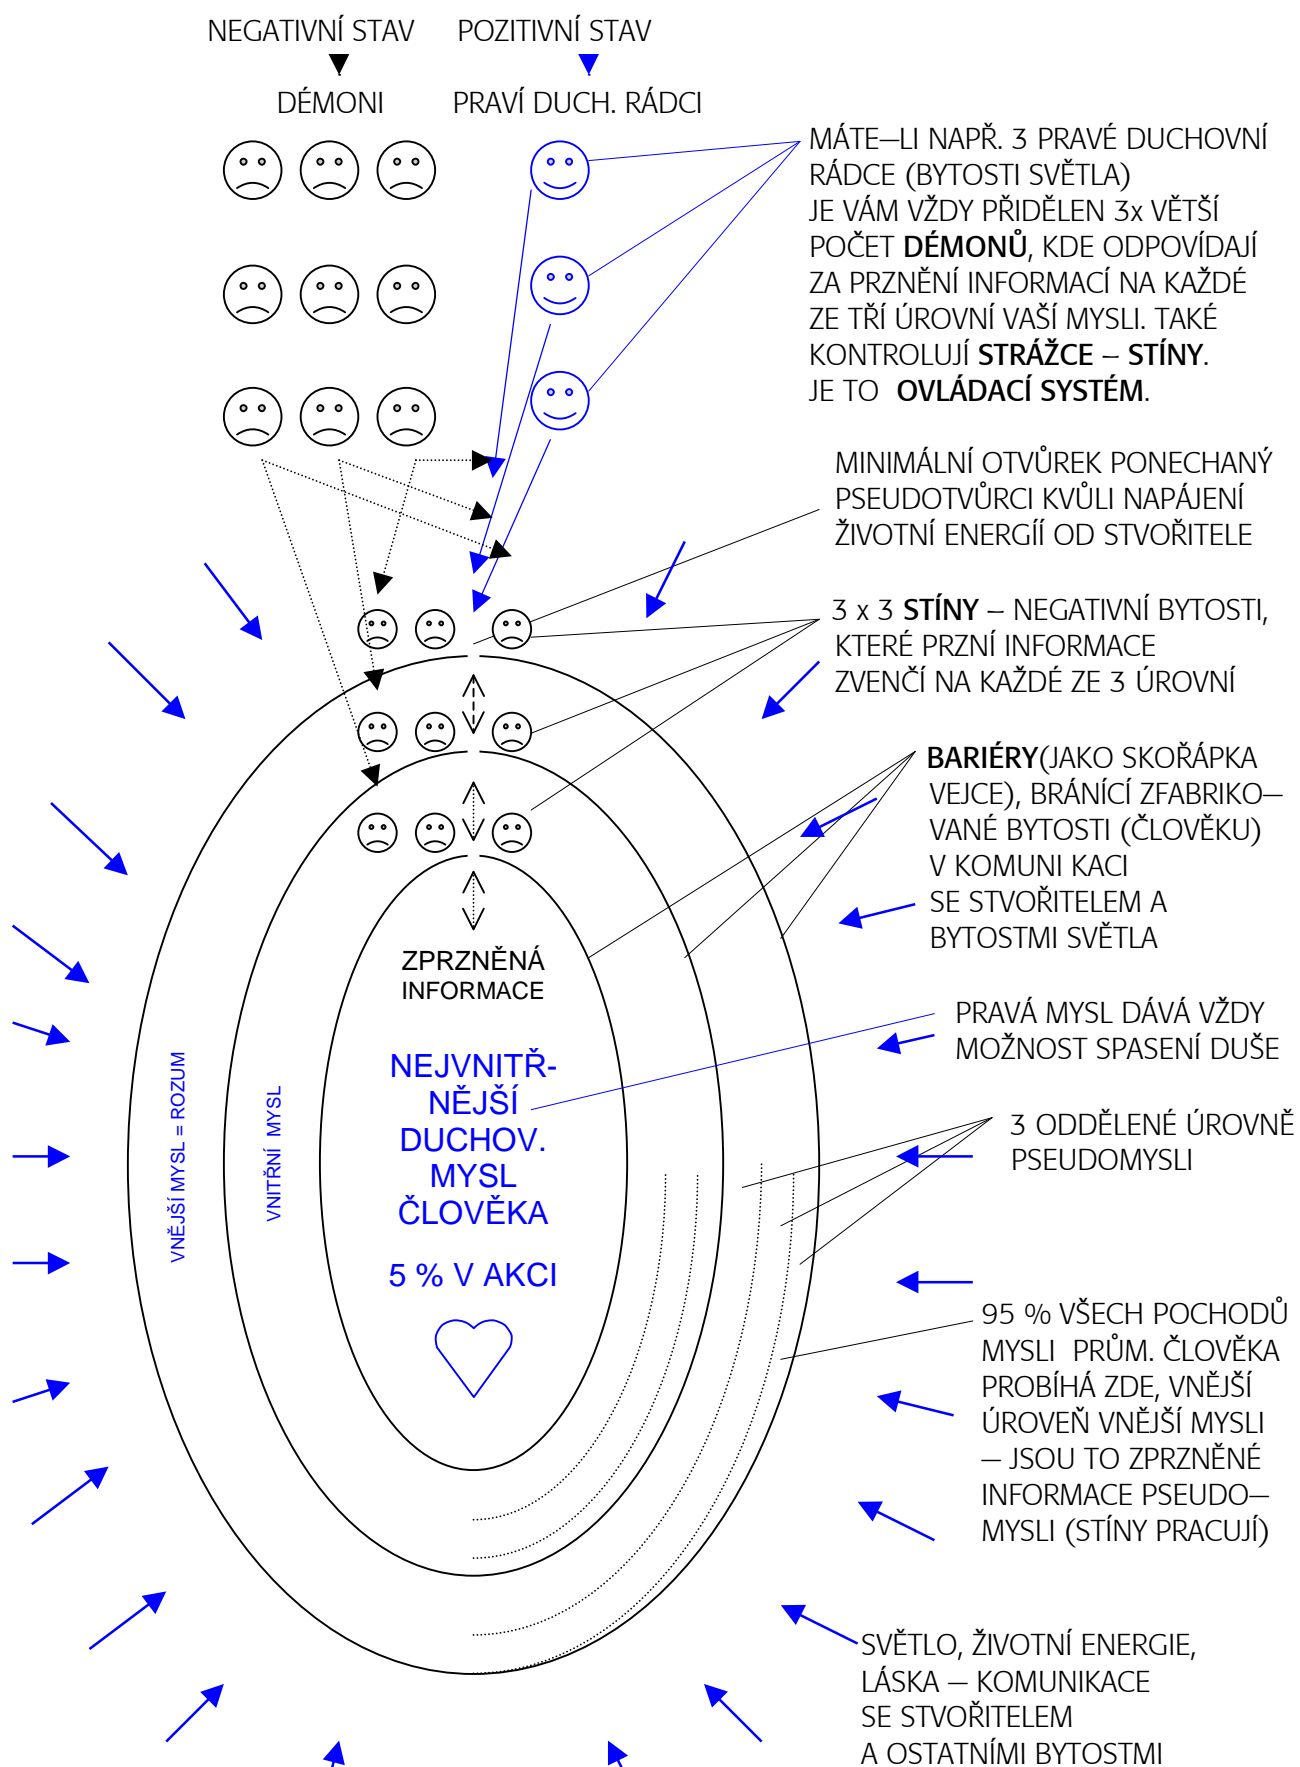 NEGATIVNÍ STAV
POZITIVNÍ STAV
DÉMONI
PRAVÍ DUCH. RÁDCI
MÁTE–LI NAPŘ. 3 PRAVÉ DUCHOVNÍ
RÁDCE (BYTOSTI SVĚTLA)
JE VÁM VŽDY PŘIDĚLEN 3x VĚTŠÍ
POČET DÉMONŮ, KDE ODPOVÍDAJÍ
ZA PRZNĚNÍ INFORMACÍ NA KAŽDÉ
ZE TŘÍ ÚROVNÍ VAŠÍ MYSLI. TAKÉ
KONTROLUJÍ STRÁŽCE – STÍNY.
JE TO OVLÁDACÍ SYSTÉM.
MINIMÁLNÍ OTVŮREK PONECHANÝ
PSEUDOTVŮRCI KVŮLI NAPÁJENÍ
ŽIVOTNÍ ENERGÍÍ OD STVOŘITELE
3 x 3 STÍNY – NEGATIVNÍ BYTOSTI,
KTERÉ PRZNÍ INFORMACE
ZVENČÍ NA KAŽDÉ ZE 3 ÚROVNÍ
BARIÉRY(JAKO SKOŘÁPKA
VEJCE), BRÁNÍCÍ ZFABRIKO–
VANÉ BYTOSTI (ČLOVĚKU)
V KOMUNI KACI
SE STVOŘITELEM A
BYTOSTMI SVĚTLA
ZPRZNĚNÁ
INFORMACE
PRAVÁ MYSL DÁVÁ VŽDY
MOŽNOST SPASENÍ DUŠE
NEJVNITŘ-
NĚJŠÍ
DUCHOV.
MYSL
ČLOVĚKA
5 % V AKCI
VNĚJŠÍ MYSL = ROZUM
VNITŘNÍ MYSL
3 ODDĚLENÉ ÚROVNĚ
PSEUDOMYSLI
95 % VŠECH POCHODŮ
MYSLI PRŮM. ČLOVĚKA
PROBÍHÁ ZDE, VNĚJŠÍ
ÚROVEŇ VNĚJŠÍ MYSLI
– JSOU TO ZPRZNĚNÉ
INFORMACE PSEUDO–
MYSLI (STÍNY PRACUJÍ)
SVĚTLO, ŽIVOTNÍ ENERGIE,
LÁSKA – KOMUNIKACE
SE STVOŘITELEM
A OSTATNÍMI BYTOSTMI